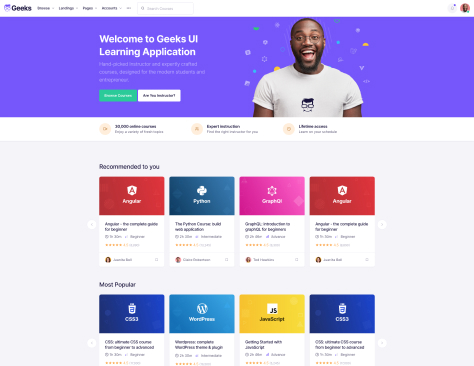 Geeks
Browse
Landings
Pages
Accounts
Search Courses
Welcome to Geeks UI
Learning Application
Hand-picked Instructor and expertly crafted
courses, designed for the modern students and
entrepreneur.
Browse Courses
Are You Instructor?
30,000 online courses
Enjoy a variety of fresh topics
Expert instruction
Find the right instructor for you
Lifetime access
Learn on your schedule
Recommended to you
Angular
Python
GraphQl
Angular
Angular - the complete guide
for beginner
1h 30m
Beginner
The Python Course: build
web application
2h 30m
Intermediate
GraphQL: introduction to
graphQL for beginners
2h 46m
Advance
Angular - the complete guide
for beginner
1h 30m
Beginner
Juanita Bell
Claire Robertson
Ted Hawkins
Juanita Bell
Most Popular
CSS3
WordPress
JavaScript
CSS3
CSS: ultimate CSS course
from beginner to advanced
1h 30m
Beginner
Wordpress: complete
WordPress theme & plugin
2h 30m
Intermediate
Getting Started with
JavaScript
2h 46m
Advance
CSS: ultimate CSS course
from beginner to advanced
1h 30m
Beginner